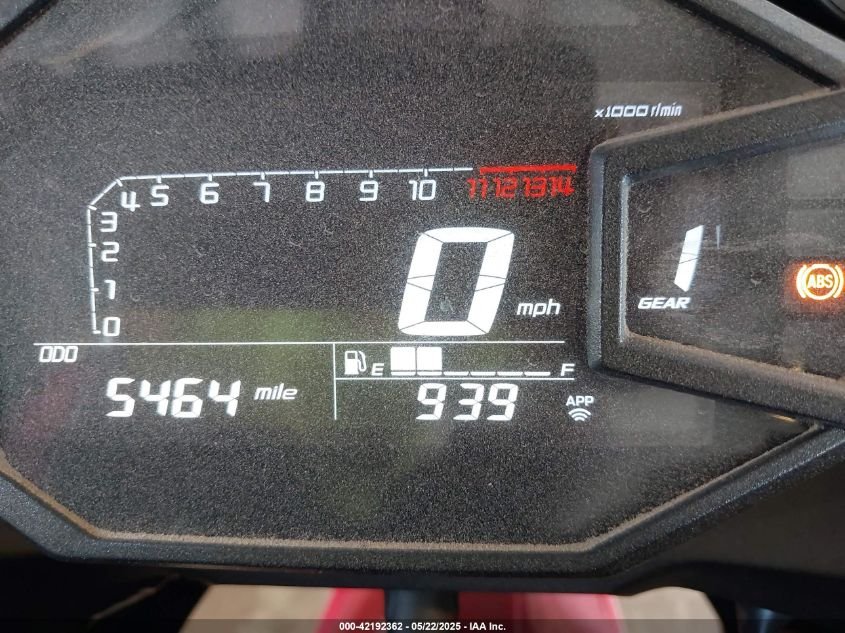 x1000 r/min
4 5 6 7 8 9 10 11 12 13 14
3
2
1
0
0 mph
1
GEAR
ABS
ODO
E F
5464 mile
939
APP
000-42192362 - 05/22/2025 - IAA Inc.